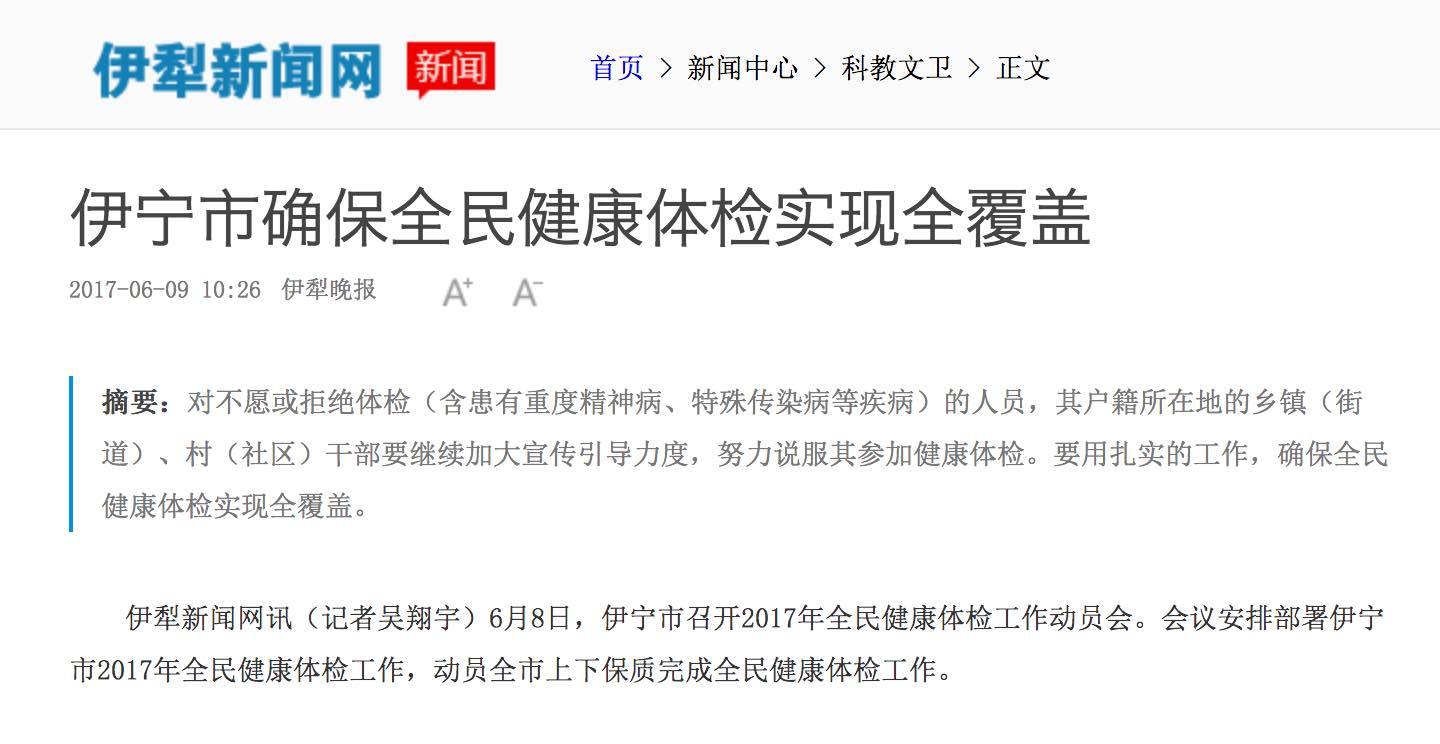 伊犁新闻网 新闻 首页 > 新闻中心 > 科教文卫 > 正文
伊宁市确保全民健康体检实现全覆盖
2017-06-09 10:26 伊犁晚报 A+ A-
摘要：对不愿或拒绝体检（含患有重度精神病、特殊传染病等疾病）的人员，其户籍所在地的乡镇（街
道）、村（社区）干部要继续加大宣传引导力度，努力说服其参加健康体检。要用扎实的工作，确保全民
健康体检实现全覆盖。
伊犁新闻网讯（记者吴翔宇）6月8日，伊宁市召开2017年全民健康体检工作动员会。会议安排部署伊宁
市2017年全民健康体检工作，动员全市上下保质完成全民健康体检工作。